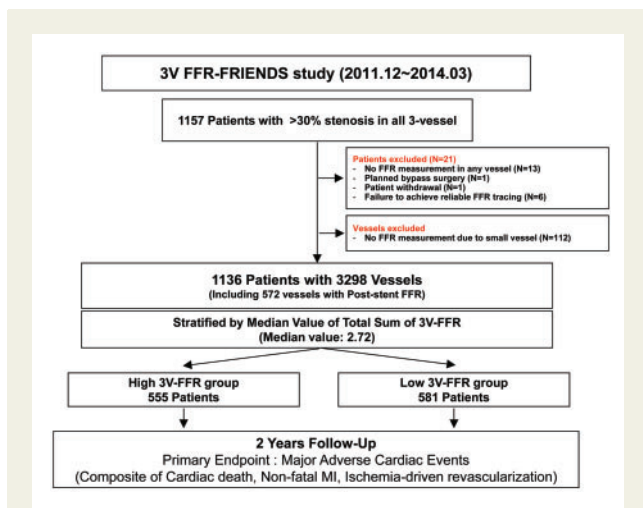 3V FFR-FRIENDS study (2011.12~2014.03)
1157 Patients with >30% stenosis in all 3-vessel
Patients excluded (N=21)
- No FFR measurement in any vessel (N=13)
- Planned bypass surgery (N=1)
- Patient withdrawal (N=1)
- Failure to achieve reliable FFR tracing (N=6)
Vessels excluded
- No FFR measurement due to small vessel (N=112)
1136 Patients with 3298 Vessels
(Including 572 vessels with Post-stent FFR)
Stratified by Median Value of Total Sum of 3V-FFR
(Median value: 2.72)
High 3V-FFR group
555 Patients
Low 3V-FFR group
581 Patients
2 Years Follow-Up
Primary Endpoint : Major Adverse Cardiac Events
(Composite of Cardiac death, Non-fatal MI, Ischemia-driven revascularization)